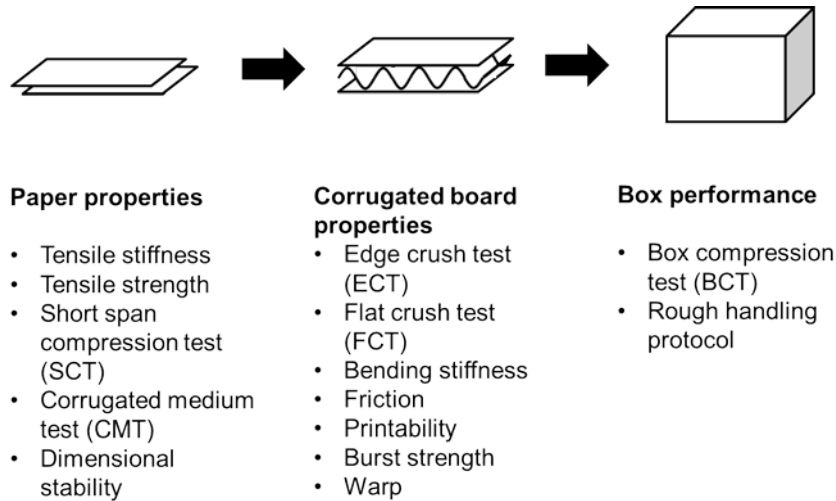 Paper properties
• Tensile stiffness
• Tensile strength
• Short span
compression test
(SCT)
• Corrugated medium
test (CMT)
• Dimensional
stability
Corrugated board
properties
• Edge crush test
(ECT)
• Flat crush test
(FCT)
• Bending stiffness
• Friction
• Printability
• Burst strength
• Warp
Box performance
• Box compression
test (BCT)
• Rough handling
protocol